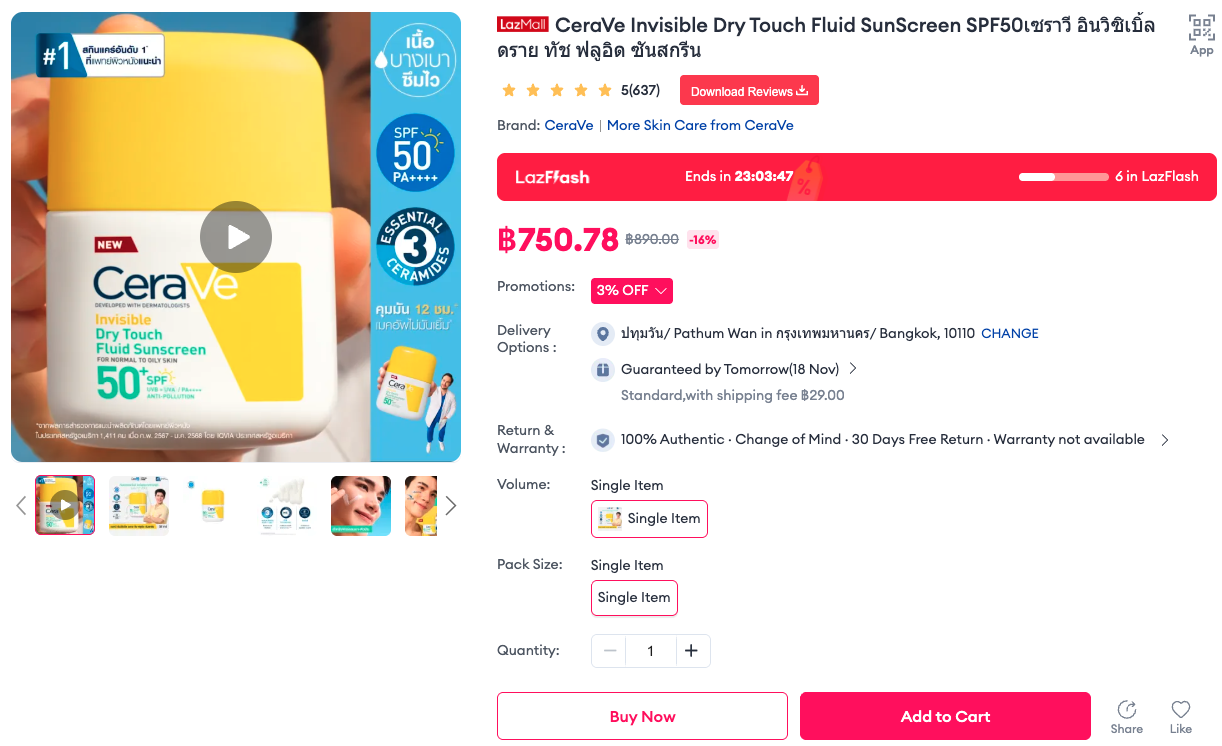 #1
สกินแคร์อันดับ 1*
ที่แพทย์ผิวหนังแนะนำ
เนื้อ
บางเบา
ซึมไว
SPF
50
PA++++
ESSENTIAL
3
CERAMIDES
คุมมัน 12 ชม.*
เมคอัพไม่เป็นเยิ้ม*
NEW
CeraVe
DEVELOPED WITH DERMATOLOGISTS
Invisible
Dry Touch
Fluid Sunscreen
FOR NORMAL TO OILY SKIN
50+ SPF
UVB + UVA / PA++++
ANTI-POLLUTION
LazMall CeraVe Invisible Dry Touch Fluid SunScreen SPF50เซราวี อินวิซิเบิ้ล
ดราย ทัช ฟลูอิด ซันสกรีน
App
5(637)
Download Reviews
Brand: CeraVe | More Skin Care from CeraVe
LazFlash
Ends in 23:03:47
%
6 in LazFlash
฿750.78 ฿890.00 -16%
Promotions: 3% OFF
Delivery
Options :
ปทุมวัน/ Pathum Wan in กรุงเทพมหานคร/ Bangkok, 10110 CHANGE
Guaranteed by Tomorrow(18 Nov)
Standard,with shipping fee ฿29.00
Return &
Warranty :
100% Authentic · Change of Mind · 30 Days Free Return · Warranty not available
Volume: Single Item
Single Item
Pack Size: Single Item
Single Item
Quantity: 1
Buy Now
Add to Cart
Share
Like